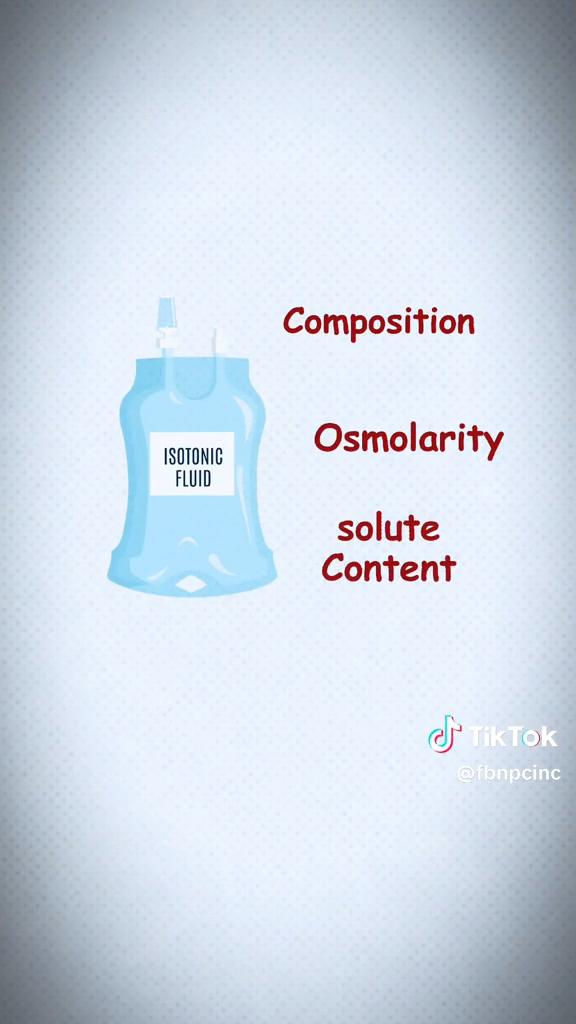 Composition
Osmolarity
ISOTONIC
FLUID
solute
Content
TikTok
@fbnpcinc